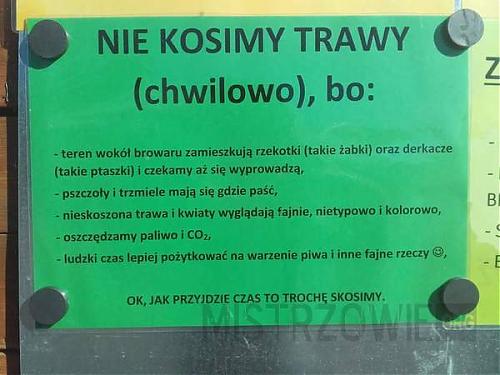 NIE KOSIMY TRAWY
(chwilowo), bo:
- teren wokół browaru zamieszkują rzekotki (takie żabki) oraz derkacze
(takie ptaszki) i czekamy aż się wyprowadzą,
- pszczoły i trzmiele mają się gdzie paść,
- nieskoszona trawa i kwiaty wyglądają fajnie, nietypowo i kolorowo,
- oszczędzamy paliwo i CO₂,
- ludzki czas lepiej pożytkować na warzenie piwa i inne fajne rzeczy ☺,
OK, JAK PRZYJDZIE CZAS TO TROCHĘ SKOSIMY.
MISTRZOWIE.ORG